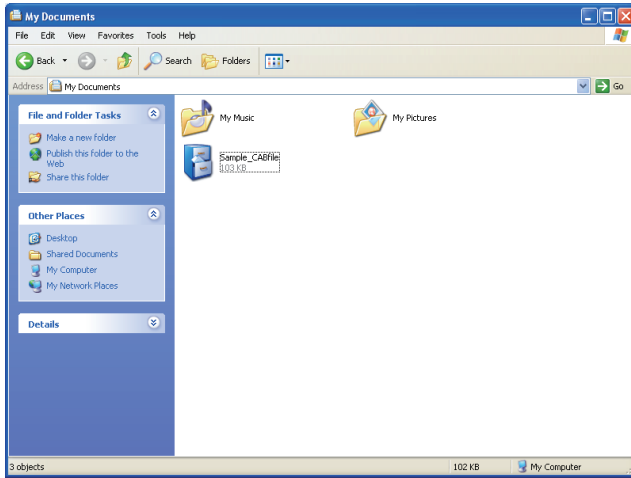 My Documents
File Edit View Favorites Tools Help
Back Search Folders
Address My Documents Go
File and Folder Tasks
Make a new folder
Publish this folder to the
Web
Share this folder
Other Places
Desktop
Shared Documents
My Computer
My Network Places
Details
My Music
My Pictures
Sample_CABfile
103 KB
3 objects 102 KB My Computer